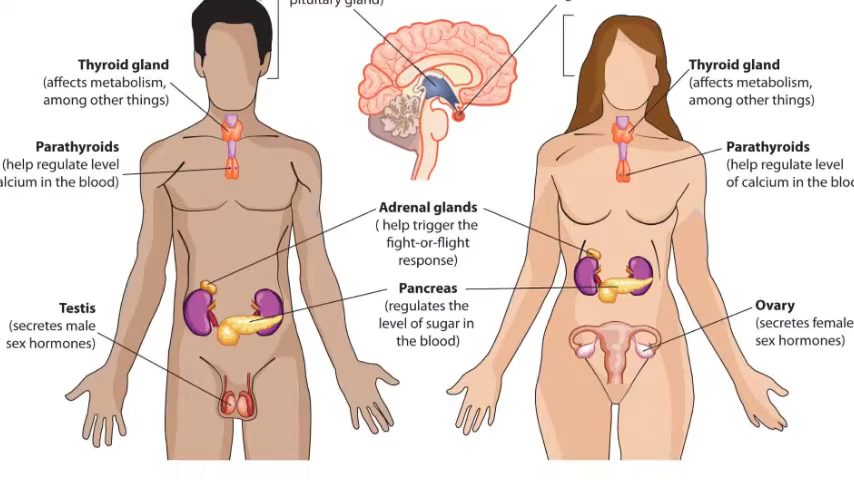 pituitary gland)
Thyroid gland
(affects metabolism,
among other things)
Parathyroids
(help regulate level
calcium in the blood)
Testis
(secretes male
sex hormones)
Adrenal glands
( help trigger the
fight-or-flight
response)
Pancreas
(regulates the
level of sugar in
the blood)
Thyroid gland
(affects metabolism,
among other things)
Parathyroids
(help regulate level
of calcium in the
Ovary
(secretes female
sex hormones)